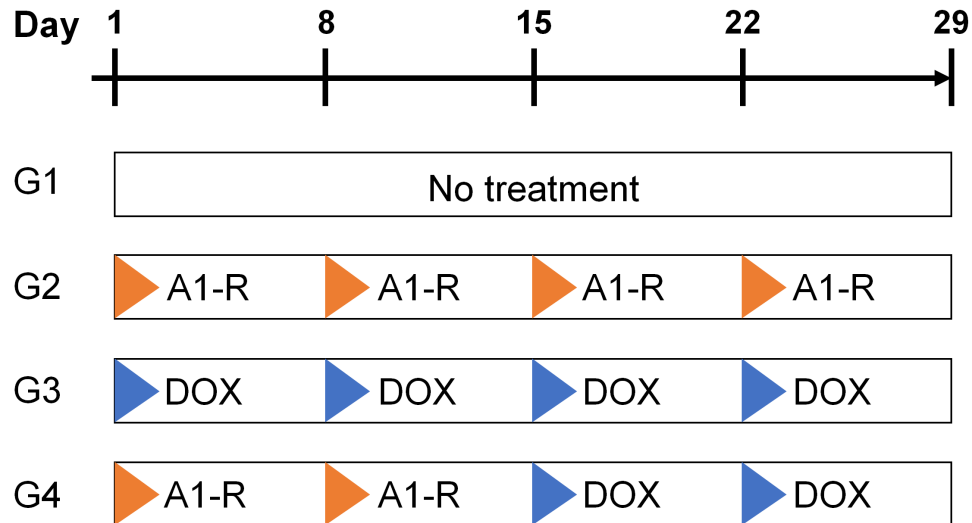 Day 1 8 15 22 29
G1 No treatment
G2 A1-R A1-R A1-R A1-R
G3 DOX DOX DOX DOX
G4 A1-R A1-R DOX DOX